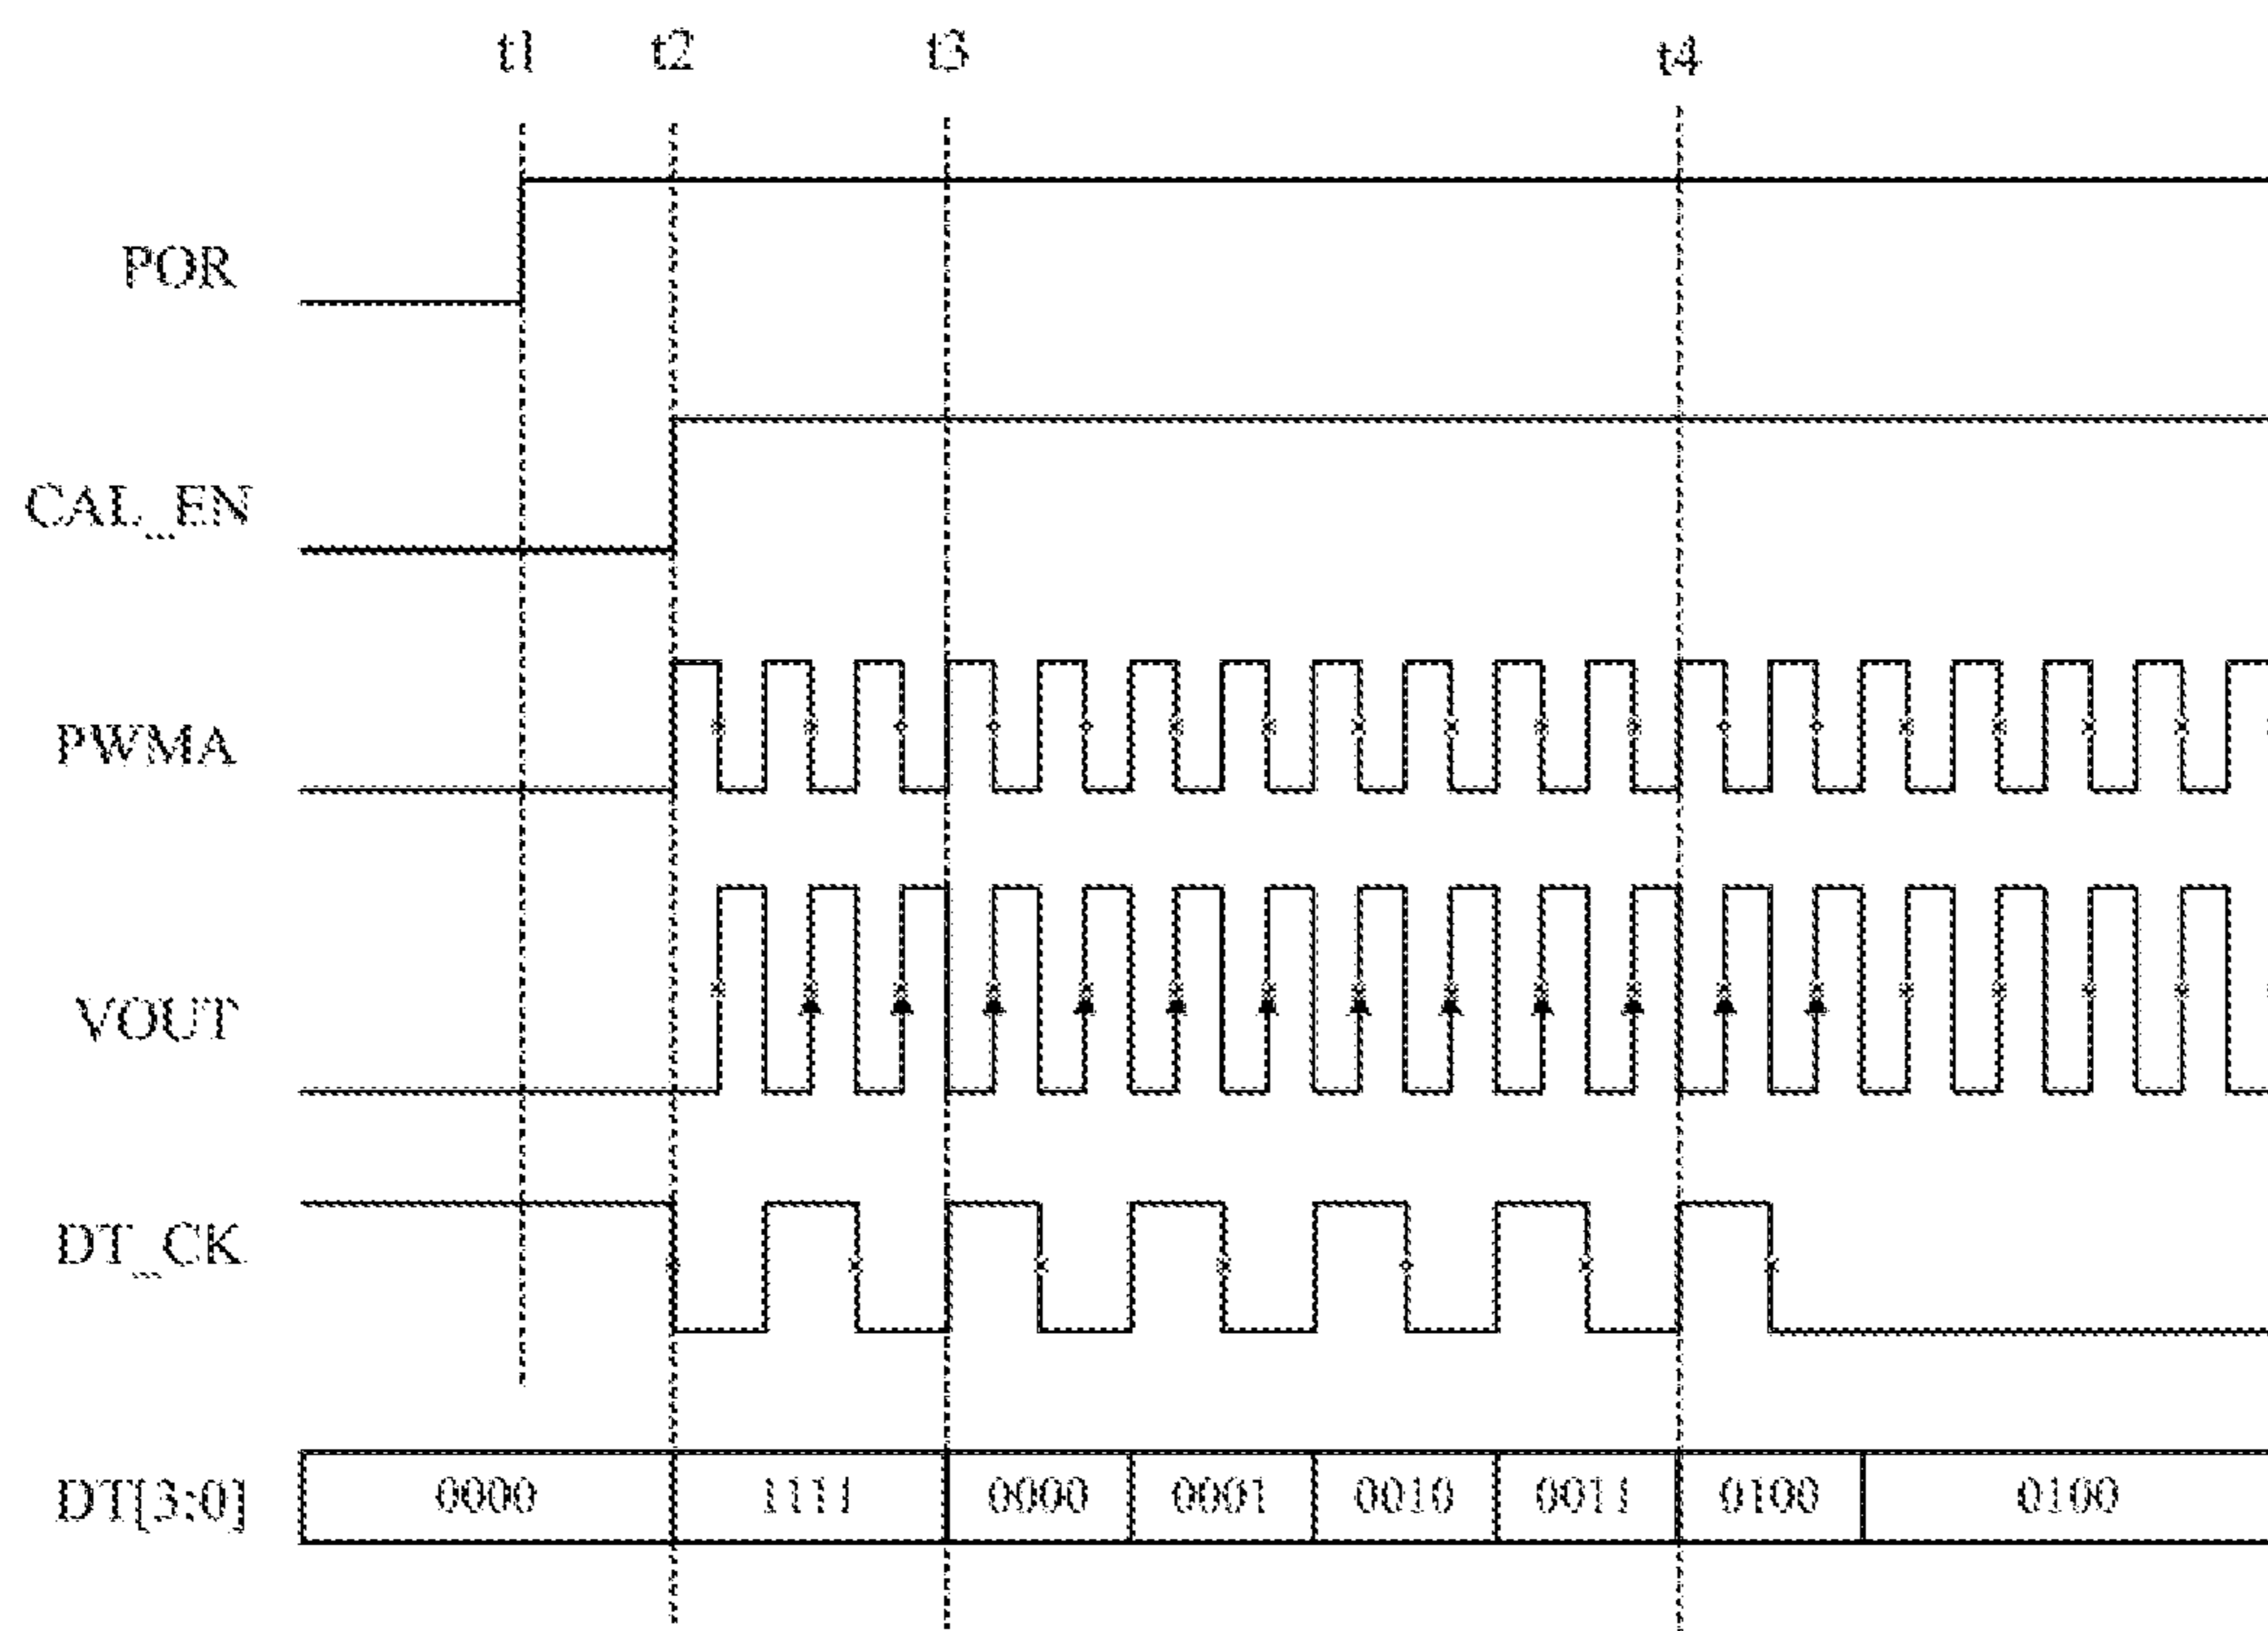 t1 t2 t3 t4
POR
CAL_EN
PWMA
VOUT
DT_CK
DT[3:0] 0000 1111 0000 0001 0010 0011 0100 0100